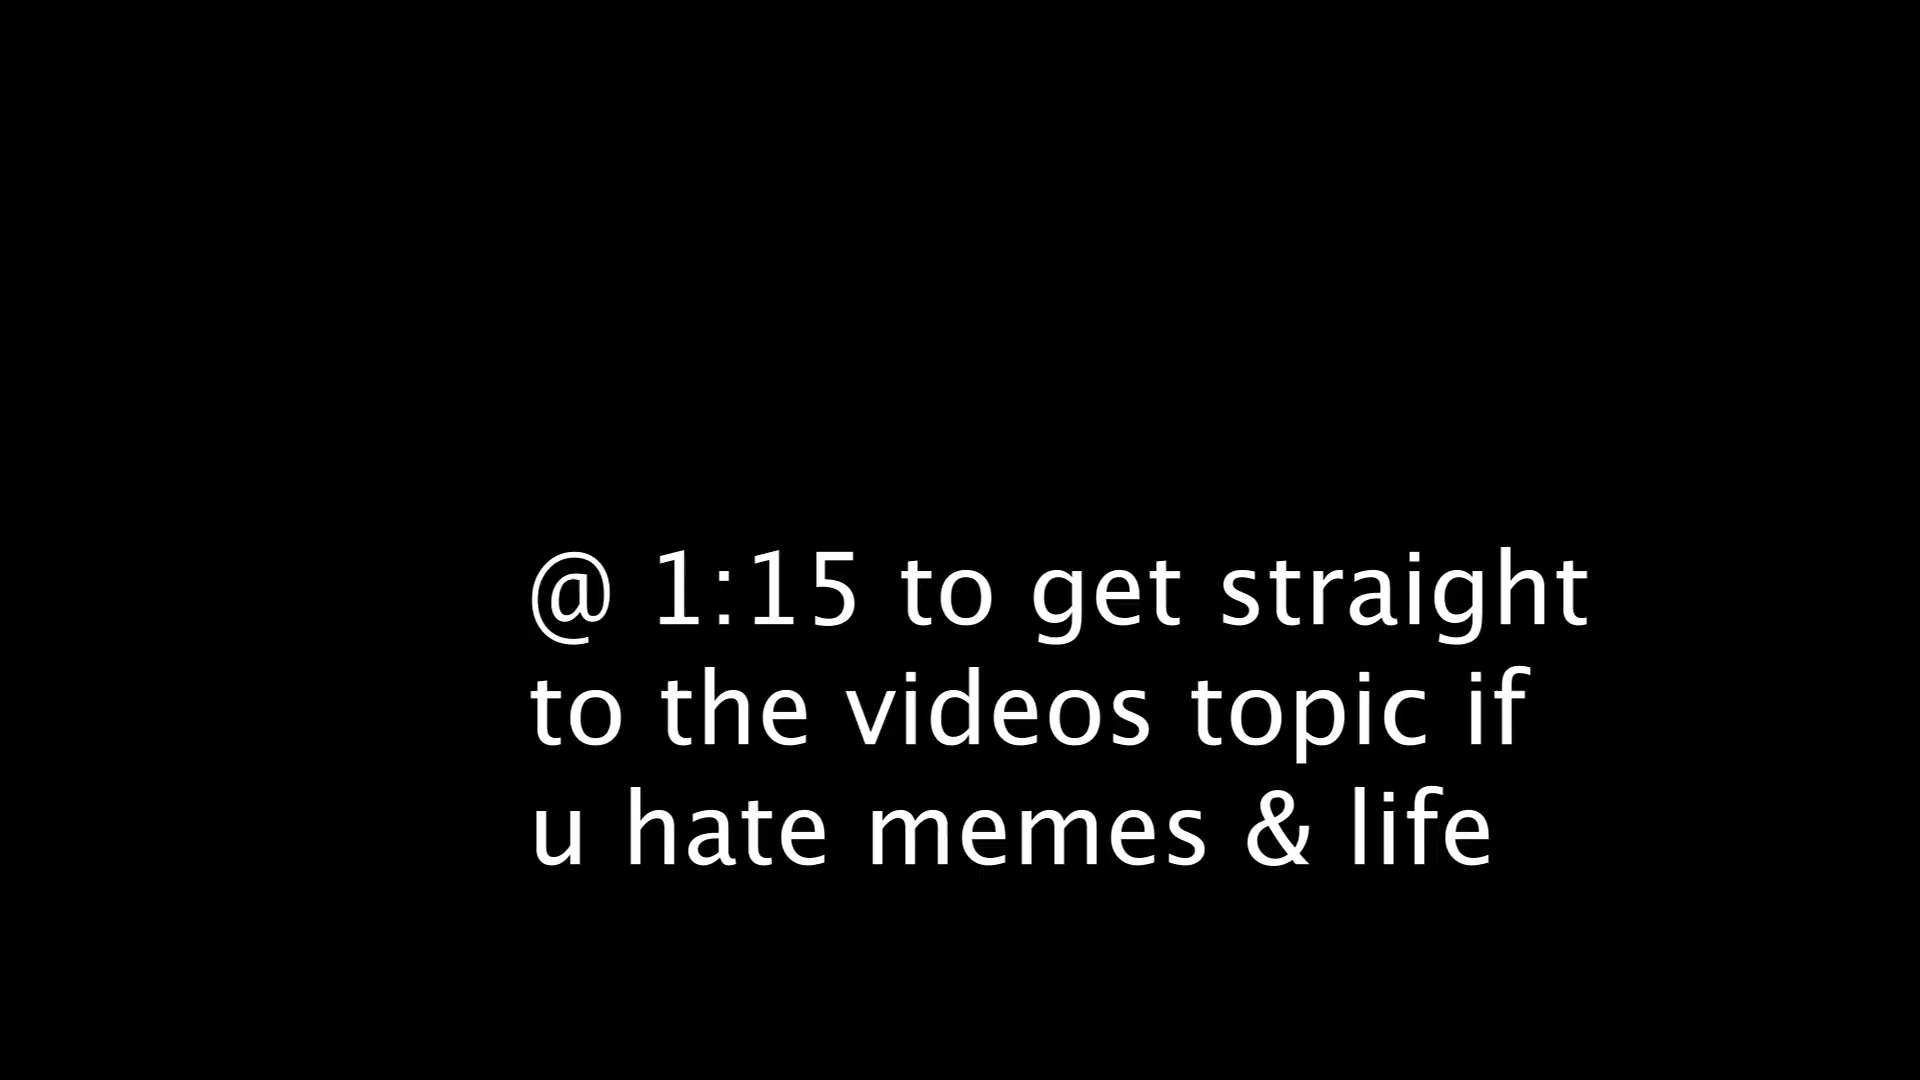 @ 1:15 to get straight
to the videos topic if
u hate memes & life